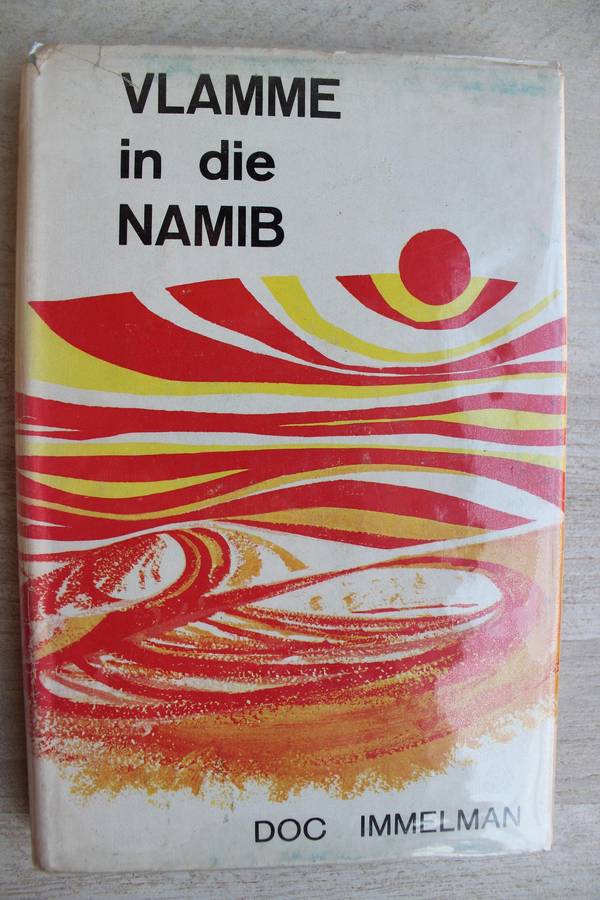 VLAMME
in die
NAMIB
DOC IMMELMAN